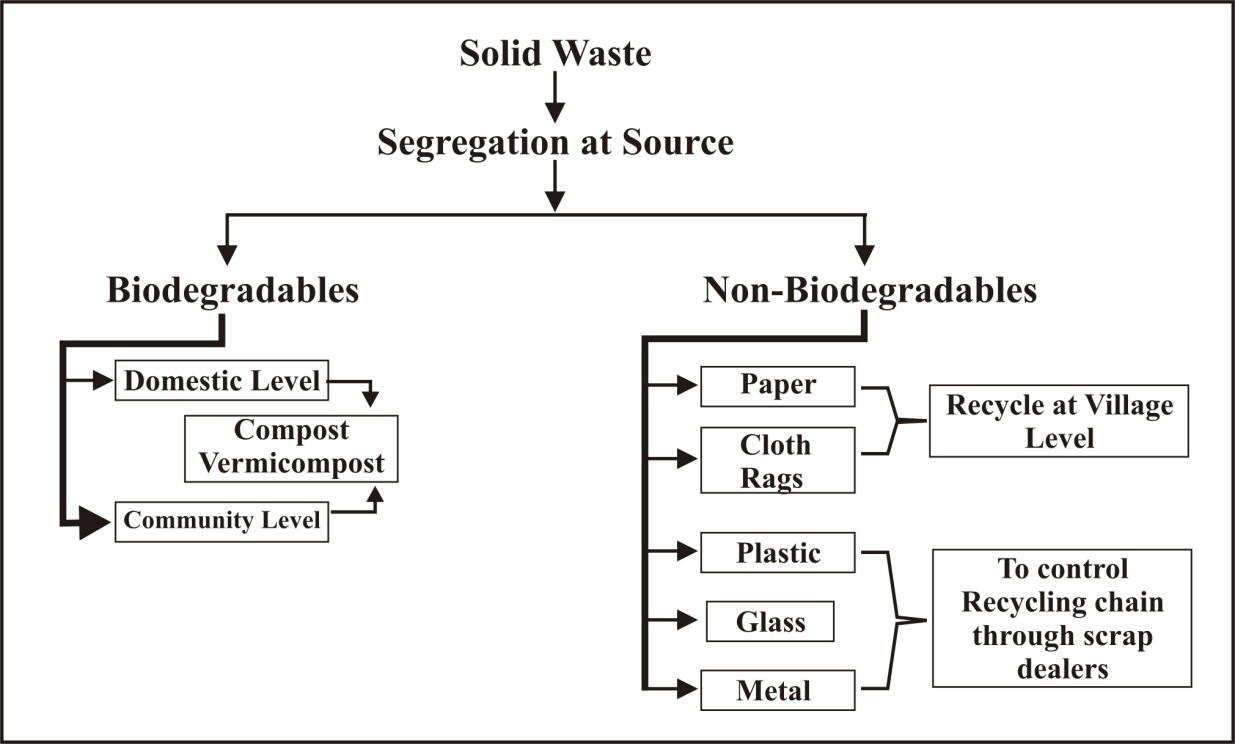 Solid Waste
Segregation at Source
Biodegradables
Domestic Level
Compost
Vermicompost
Community Level
Non-Biodegradables
Paper
Cloth
Rags
Recycle at Village
Level
Plastic
Glass
Metal
To control
Recycling chain
through scrap
dealers